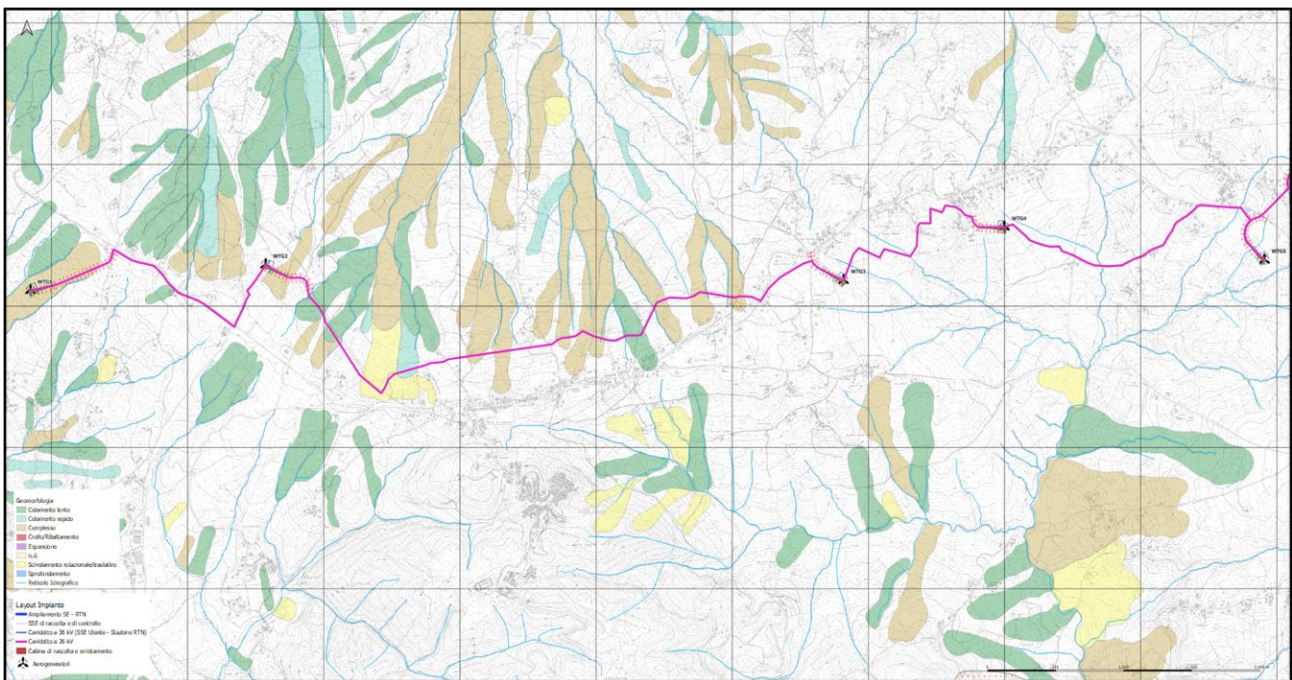 WTG1
WTG2
WTG3
WTG4
WTG5
Geomorfologia
Colamento lento
Colamento rapido
Complesso
Crollo/Ribaltamento
Espansione
n.d.
Scivolamento rotazionale/traslativo
Sprofondamento
Reticolo Idrografico
Layout Impianto
Ampliamento SE - RTN
SSE di raccolta e di controllo
Cavidotto a 36 kV (SSE Utente - Stazione RTN)
Cavidotto a 36 kV
Cabina di raccolta e smistamento
Aerogeneratori